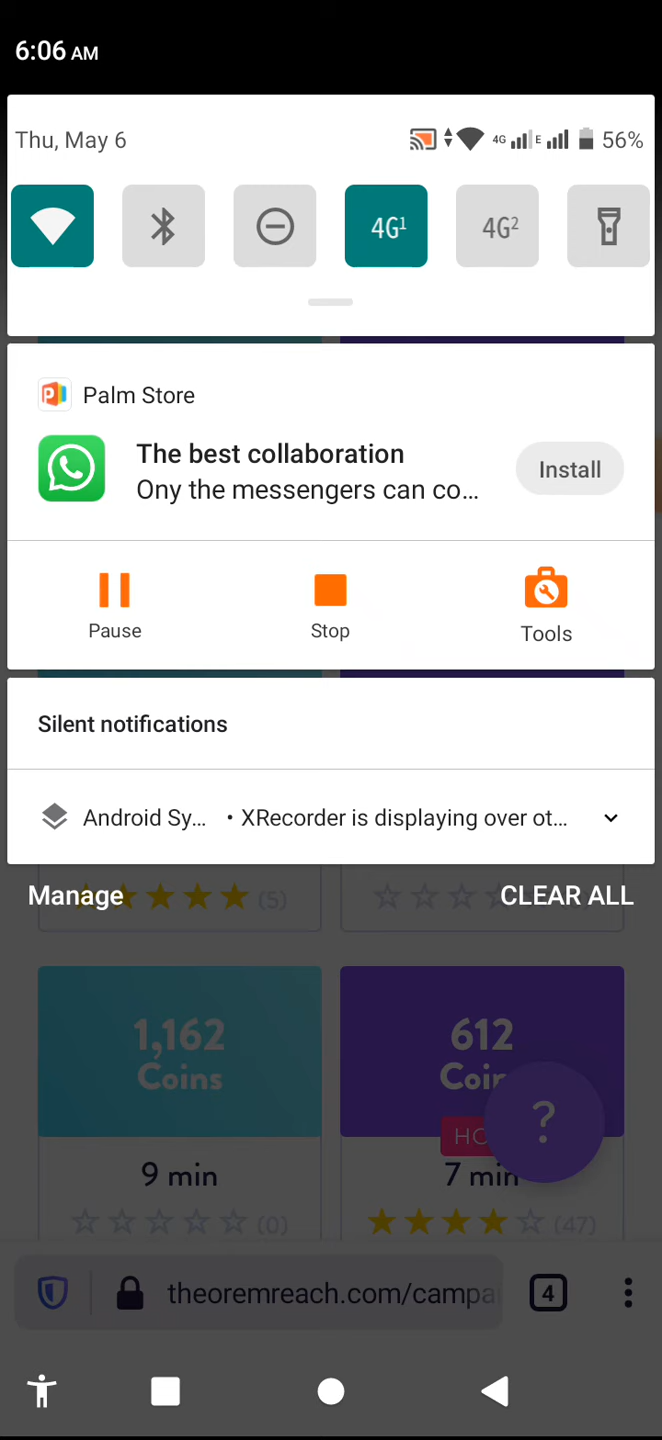 6:06 AM
Thu, May 6
4G
E
56%
4G1
4G2
Palm Store
The best collaboration
Ony the messengers can co...
Install
Pause
Stop
Tools
Silent notifications
Android Sy... • XRecorder is displaying over ot...
Manage
CLEAR ALL
(5)
1,162
Coins
612
Coin
?
HO
9 min
7 min
(0)
(47)
theoremreach.com/campai
4